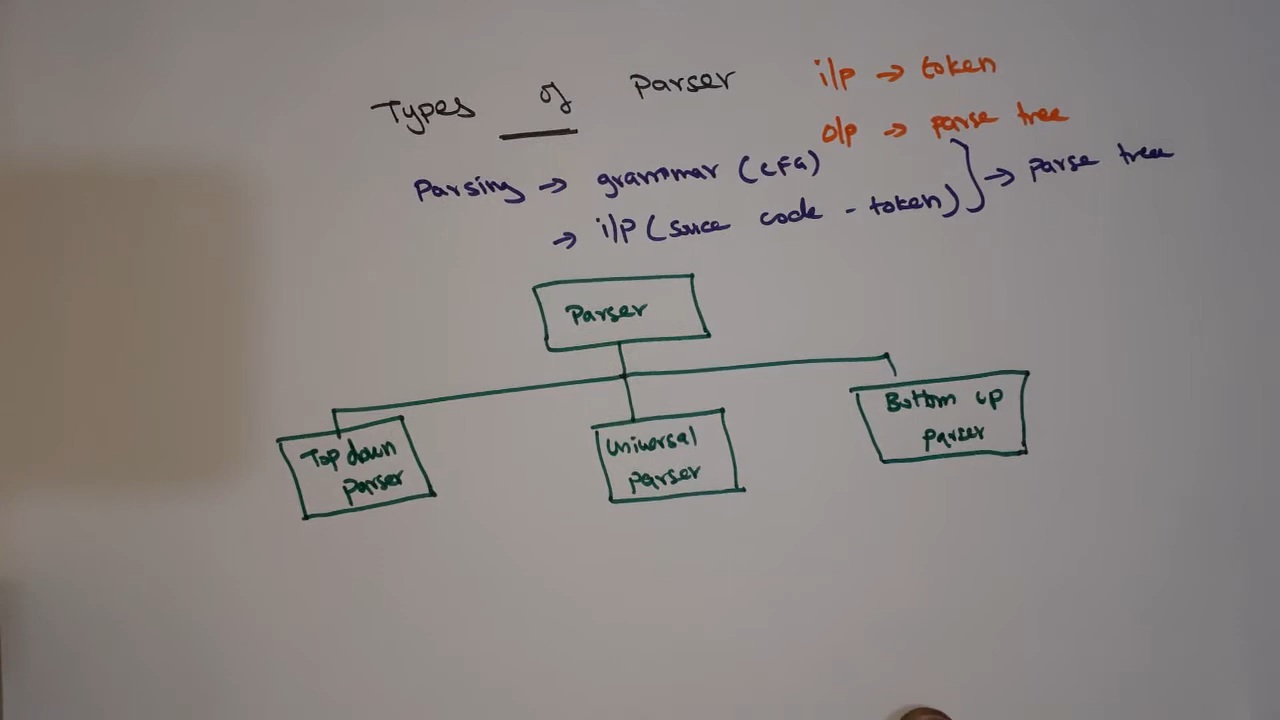 Types of Parser
i/p → token
o/p → parse tree
Parsing → grammar (CFG)
→ i/p (souce code - token) } → parse tree
Parser
Top down
parser
Universal
parser
Bottom up
parser